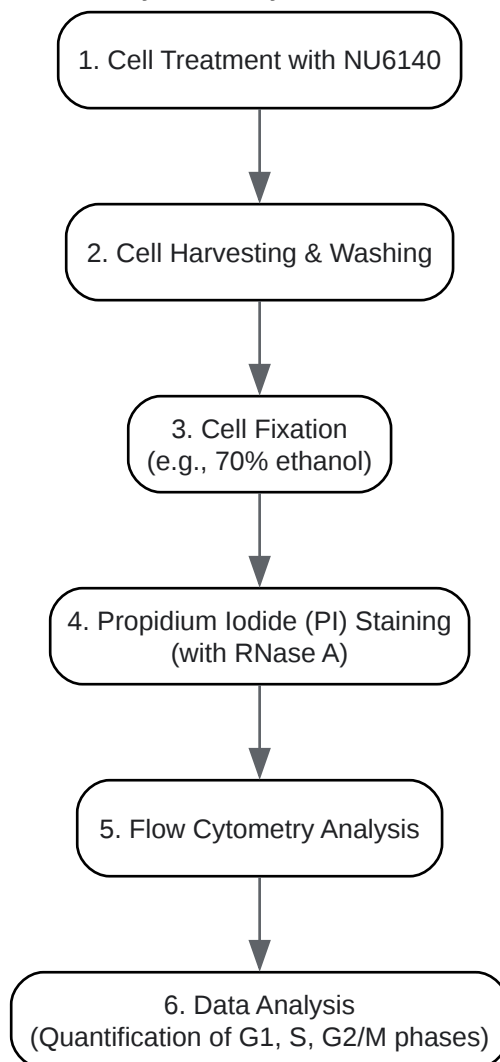 1. Cell Treatment with NU6140
2. Cell Harvesting & Washing
3. Cell Fixation
(e.g., 70% ethanol)
4. Propidium Iodide (PI) Staining
(with RNase A)
5. Flow Cytometry Analysis
6. Data Analysis
(Quantification of G1, S, G2/M phases)